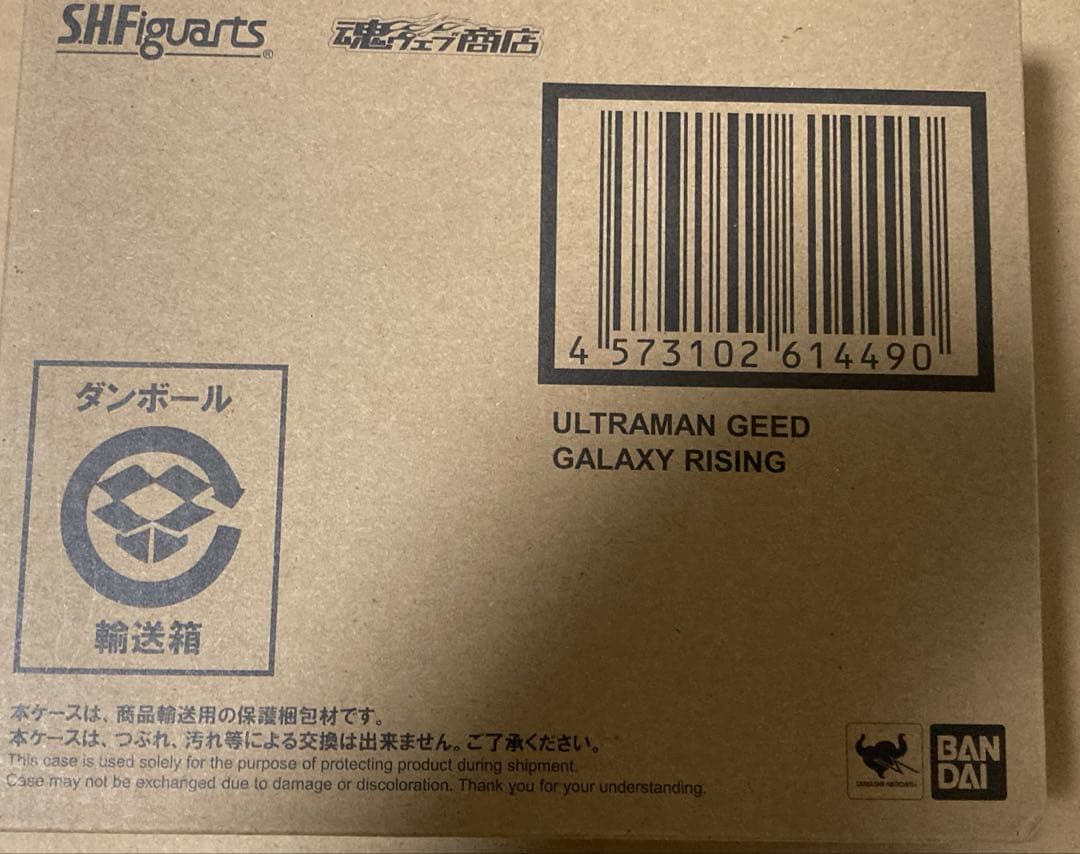 S.H.Figuarts®
魂ウェブ商店
4 573102 614490
ULTRAMAN GEED
GALAXY RISING
ダンボール
輸送箱
本ケースは、商品輸送用の保護梱包材です。
本ケースは、つぶれ、汚れ等による交換は出来ません。ご了承ください。
This case is used solely for the purpose of protecting product during shipment.
Case may not be exchanged due to damage or discoloration. Thank you for your understanding.
TAMASHII NATIONS
BAN
DAI